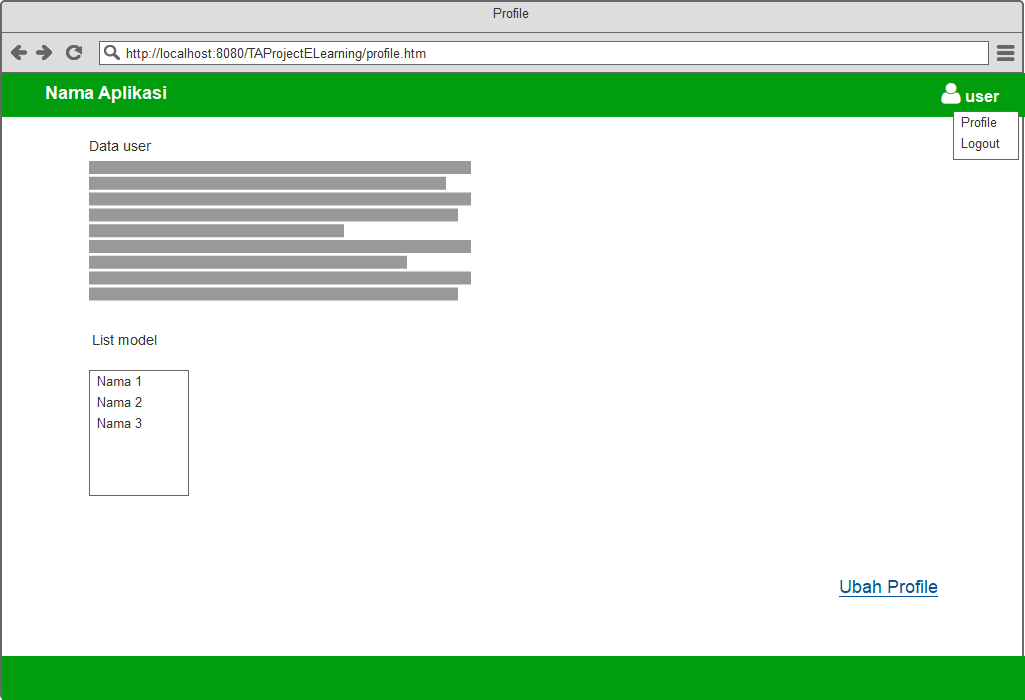 Profile
http://localhost:8080/TAProjectELearning/profile.htm
Nama Aplikasi
user
Profile
Logout
Data user
List model
Nama 1
Nama 2
Nama 3
Ubah Profile